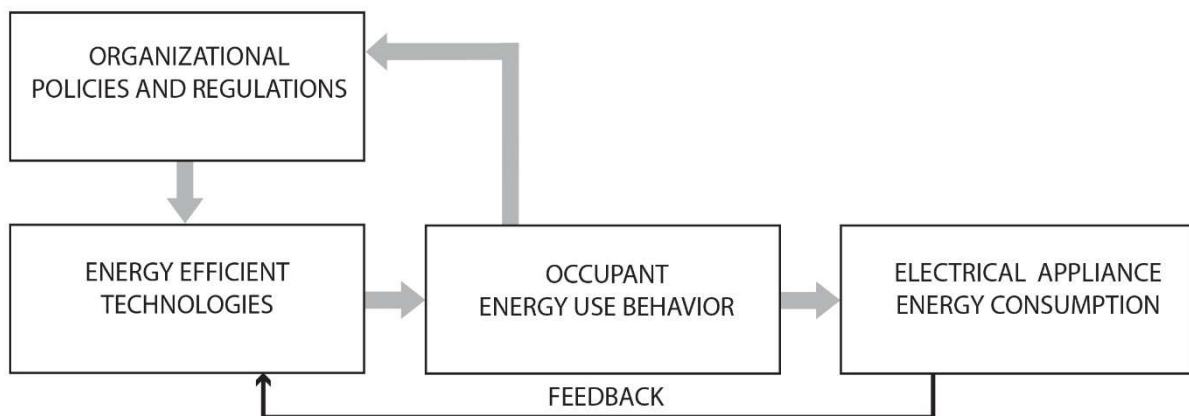 ORGANIZATIONAL
POLICIES AND REGULATIONS
ENERGY EFFICIENT
TECHNOLOGIES
OCCUPANT
ENERGY USE BEHAVIOR
ELECTRICAL APPLIANCE
ENERGY CONSUMPTION
FEEDBACK